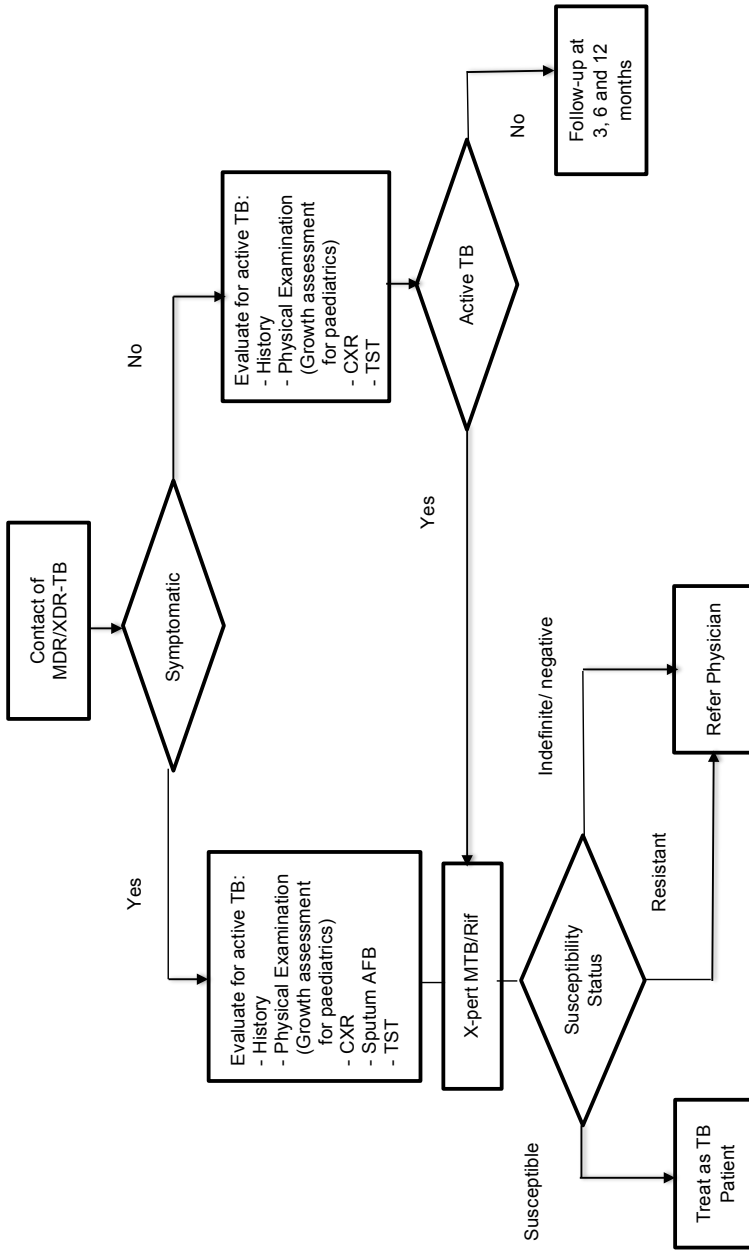 Contact of
MDR/XDR-TB
Symptomatic
Yes
No
Evaluate for active TB:
- History
- Physical Examination
(Growth assessment
for paediatrics)
- CXR
- Sputum AFB
- TST
Evaluate for active TB:
- History
- Physical Examination
(Growth assessment
for paediatrics)
- CXR
- TST
X-pert MTB/Rif
Yes
Active TB
No
Follow-up at
3, 6 and 12
months
Susceptibility
Status
Susceptible
Resistant
Indefinite/ negative
Treat as TB
Patient
Refer Physician